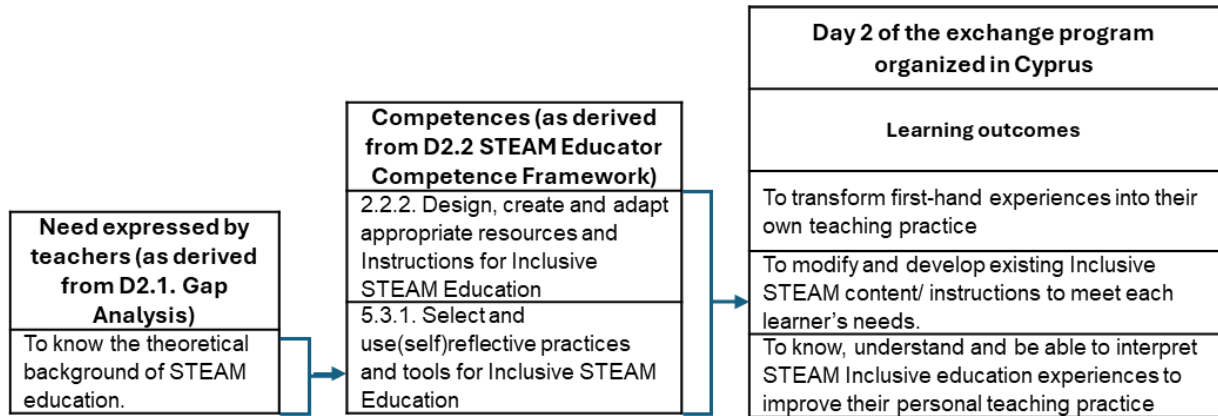 Need expressed by
teachers (as derived
from D2.1. Gap
Analysis)
To know the theoretical
background of STEAM
education.
Competences (as derived
from D2.2 STEAM Educator
Competence Framework)
2.2.2. Design, create and adapt
appropriate resources and
Instructions for Inclusive
STEAM Education
5.3.1. Select and
use(self)reflective practices
and tools for Inclusive STEAM
Education
Day 2 of the exchange program
organized in Cyprus
Learning outcomes
To transform first-hand experiences into their
own teaching practice
To modify and develop existing Inclusive
STEAM content/ instructions to meet each
learner's needs.
To know, understand and be able to interpret
STEAM Inclusive education experiences to
improve their personal teaching practice